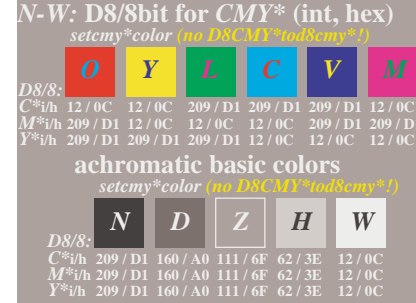 N-W: D8/8bit for CMY* (int, hex)
setcmy*color (no D8CMY*tod8cmy*!)
O Y L C V M
D8/8:
C*i/h 12 / 0C 12 / 0C 209 / D1 209 / D1 209 / D1 12 / 0C
M*i/h 209 / D1 12 / 0C 12 / 0C 12 / 0C 209 / D1 209 / D
Y*i/h 209 / D1 209 / D1 209 / D1 12 / 0C 12 / 0C 12 / 0C
achromatic basic colors
setcmy*color (no D8CMY*tod8cmy*!)
N D Z H W
D8/8:
C*i/h 209 / D1 160 / A0 111 / 6F 62 / 3E 12 / 0C
M*i/h 209 / D1 160 / A0 111 / 6F 62 / 3E 12 / 0C
Y*i/h 209 / D1 160 / A0 111 / 6F 62 / 3E 12 / 0C